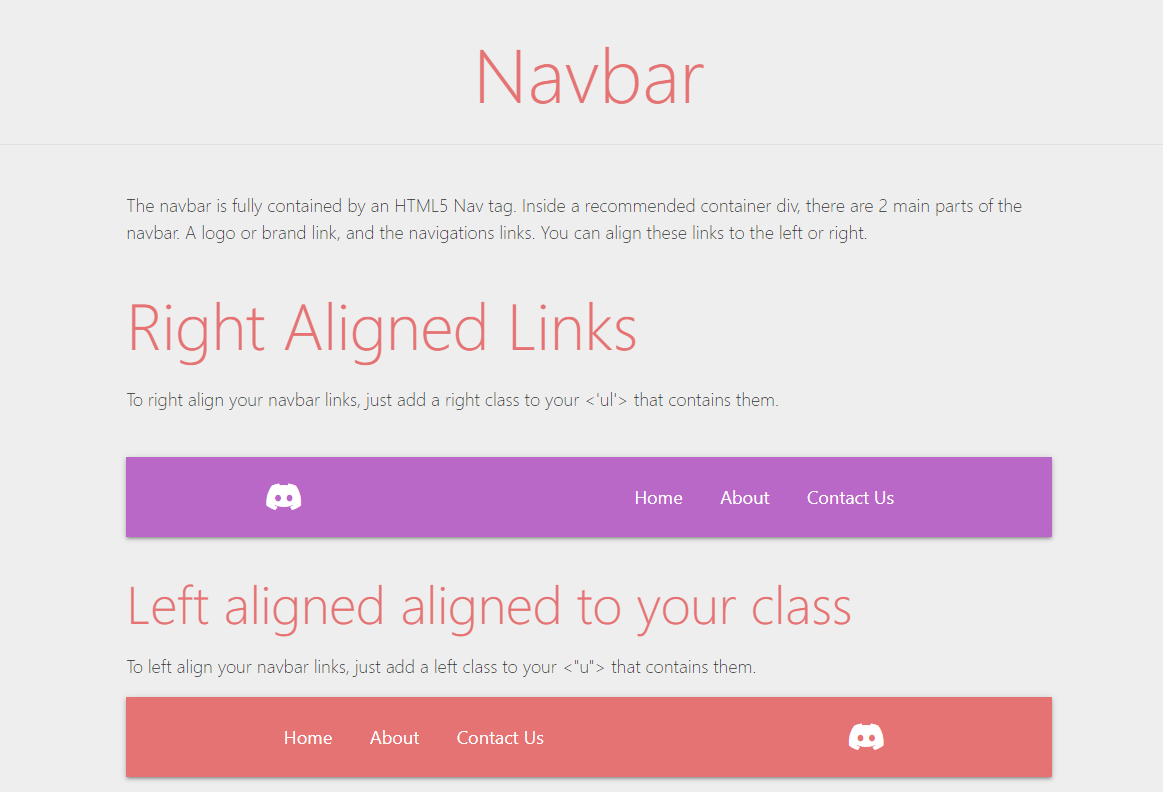 Navbar
The navbar is fully contained by an HTML5 Nav tag. Inside a recommended container div, there are 2 main parts of the
navbar. A logo or brand link, and the navigations links. You can align these links to the left or right.
Right Aligned Links
To right align your navbar links, just add a right class to your <'ul'> that contains them.
Home About Contact Us
Left aligned aligned to your class
To left align your navbar links, just add a left class to your <"u"> that contains them.
Home About Contact Us